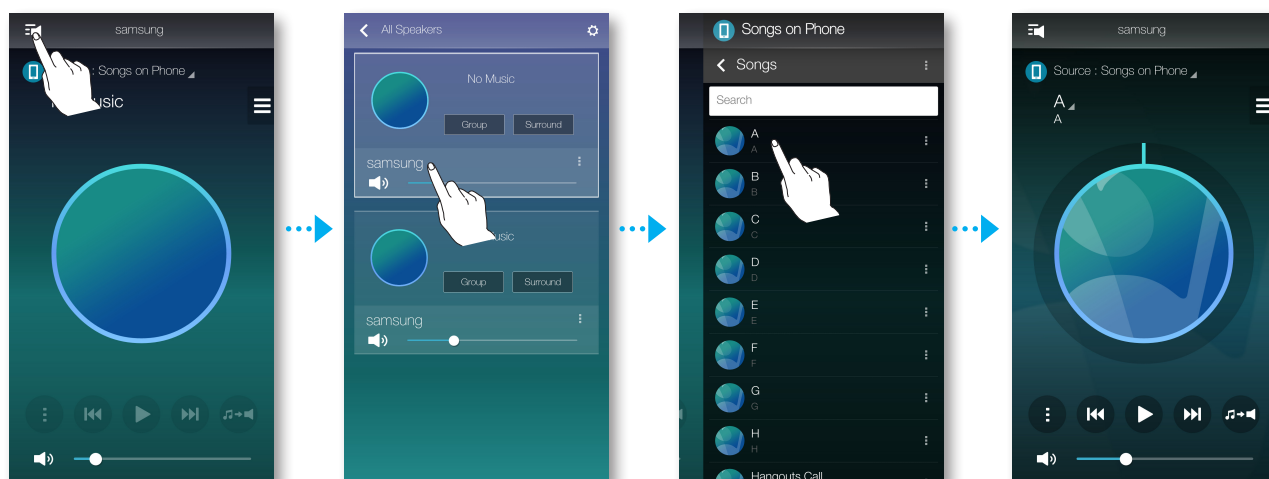 samsung
: Songs on Phone
usic
All Speakers
No Music
Group Surround
samsung
usic
Group Surround
samsung
Songs on Phone
Songs
Search
A
A
B
B
C
C
D
D
E
E
F
F
G
G
H
H
Hangouts Call
samsung
Source : Songs on Phone
A
A